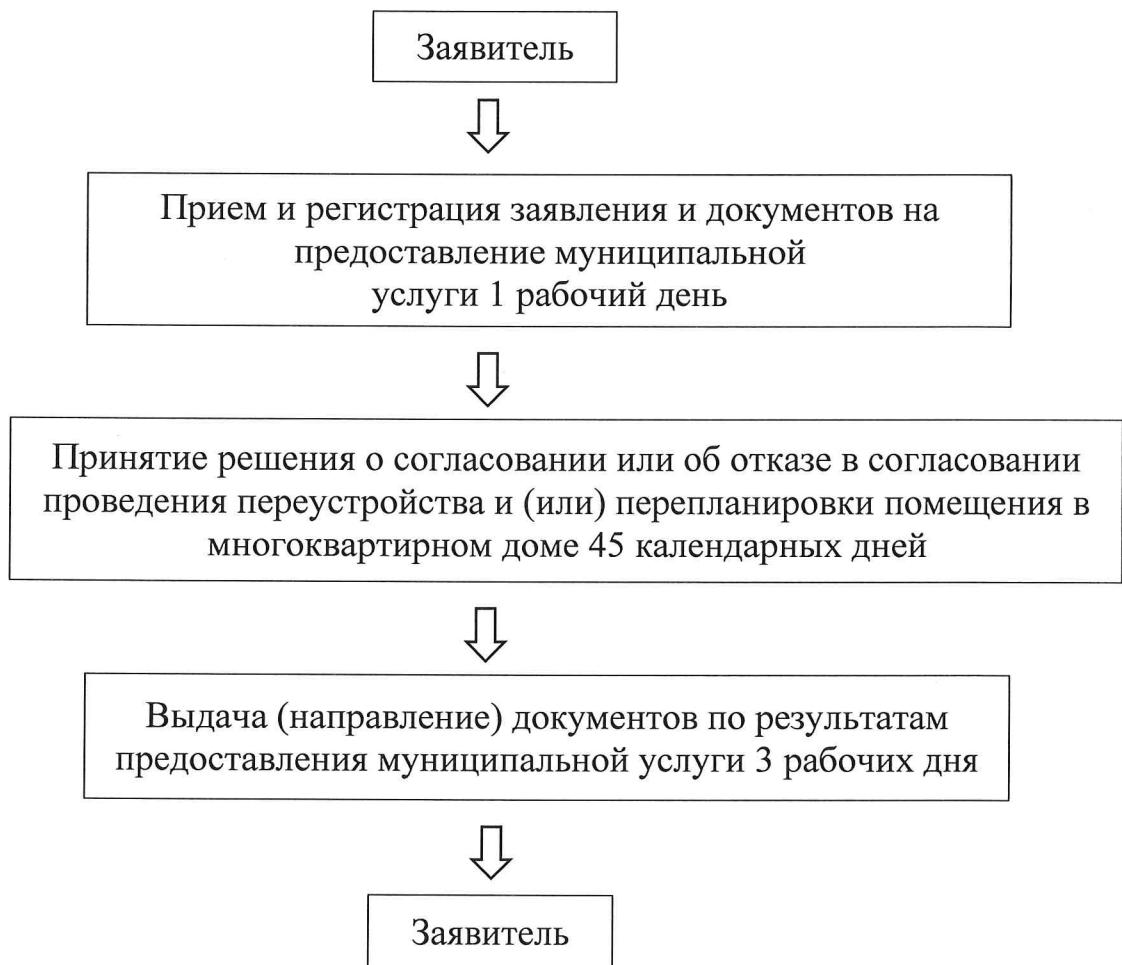 Заявитель
Прием и регистрация заявления и документов на
предоставление муниципальной
услуги 1 рабочий день
Принятие решения о согласовании или об отказе в согласовании
проведения переустройства и (или) перепланировки помещения в
многоквартирном доме 45 календарных дней
Выдача (направление) документов по результатам
предоставления муниципальной услуги 3 рабочих дня
Заявитель